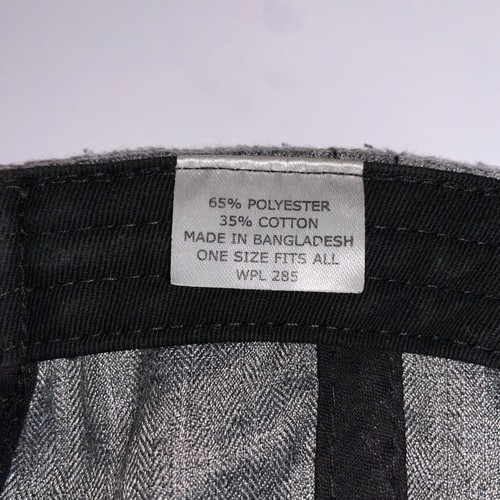 65% POLYESTER
35% COTTON
MADE IN BANGLADESH
ONE SIZE FITS ALL
WPL 285